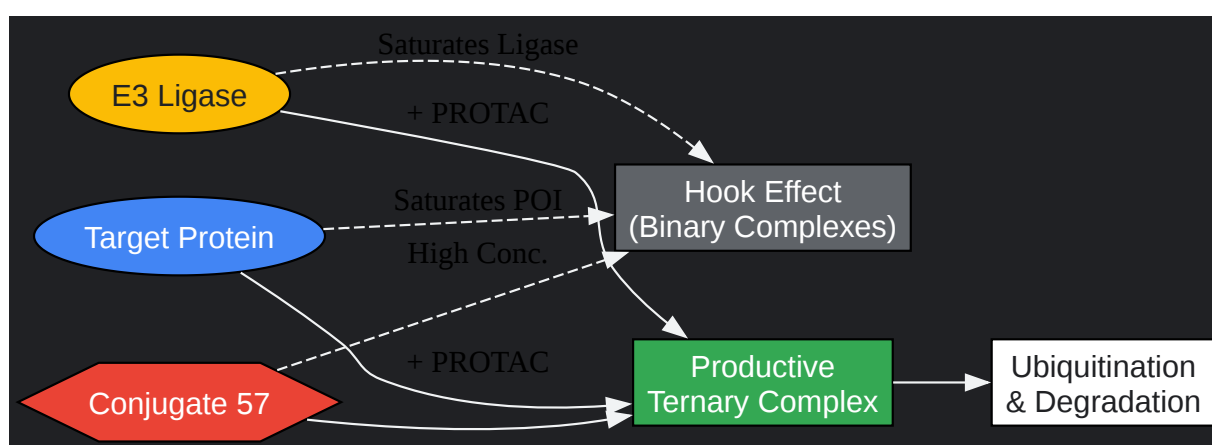 Saturates Ligase
E3 Ligase
+ PROTAC
Hook Effect
(Binary Complexes)
Saturates POI
Target Protein
High Conc.
+ PROTAC
Productive
Ternary Complex
Ubiquitination
& Degradation
Conjugate 57